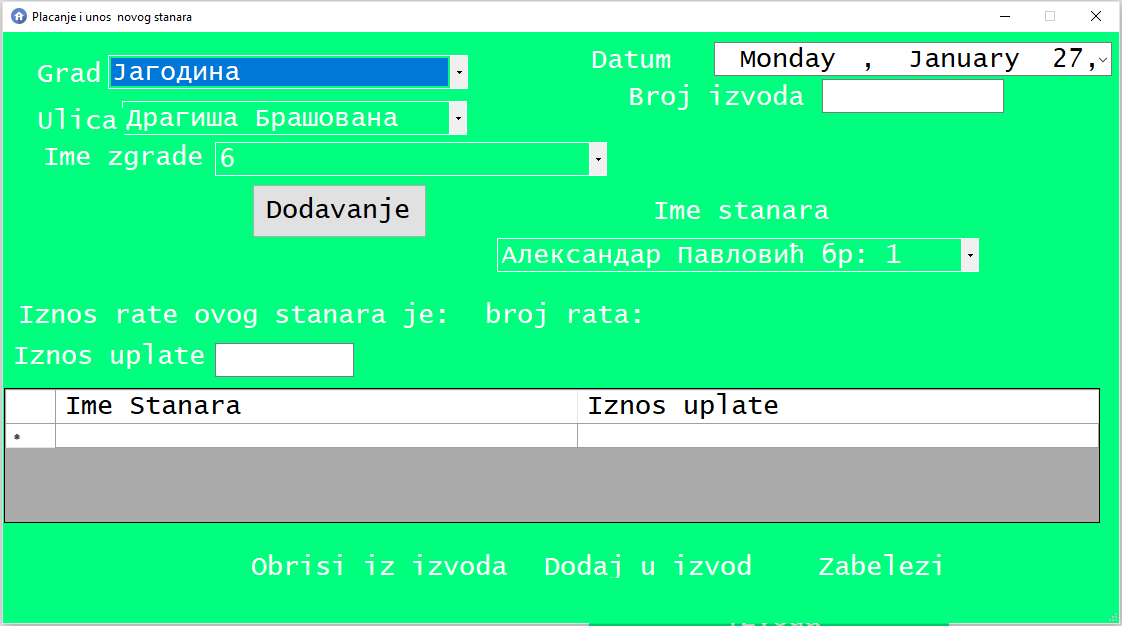 Placanje i unos novog stanara
Grad Јагодина
Datum Monday , January 27,
Broj izvoda
Ulica Драгиша Брашована
Ime zgrade 6
Dodavanje
Ime stanara
Александар Павловић бр: 1
Iznos rate ovog stanara je: broj rata:
Iznos uplate
Ime Stanara Iznos uplate
Obrisi iz izvoda Dodaj u izvod Zabelezi